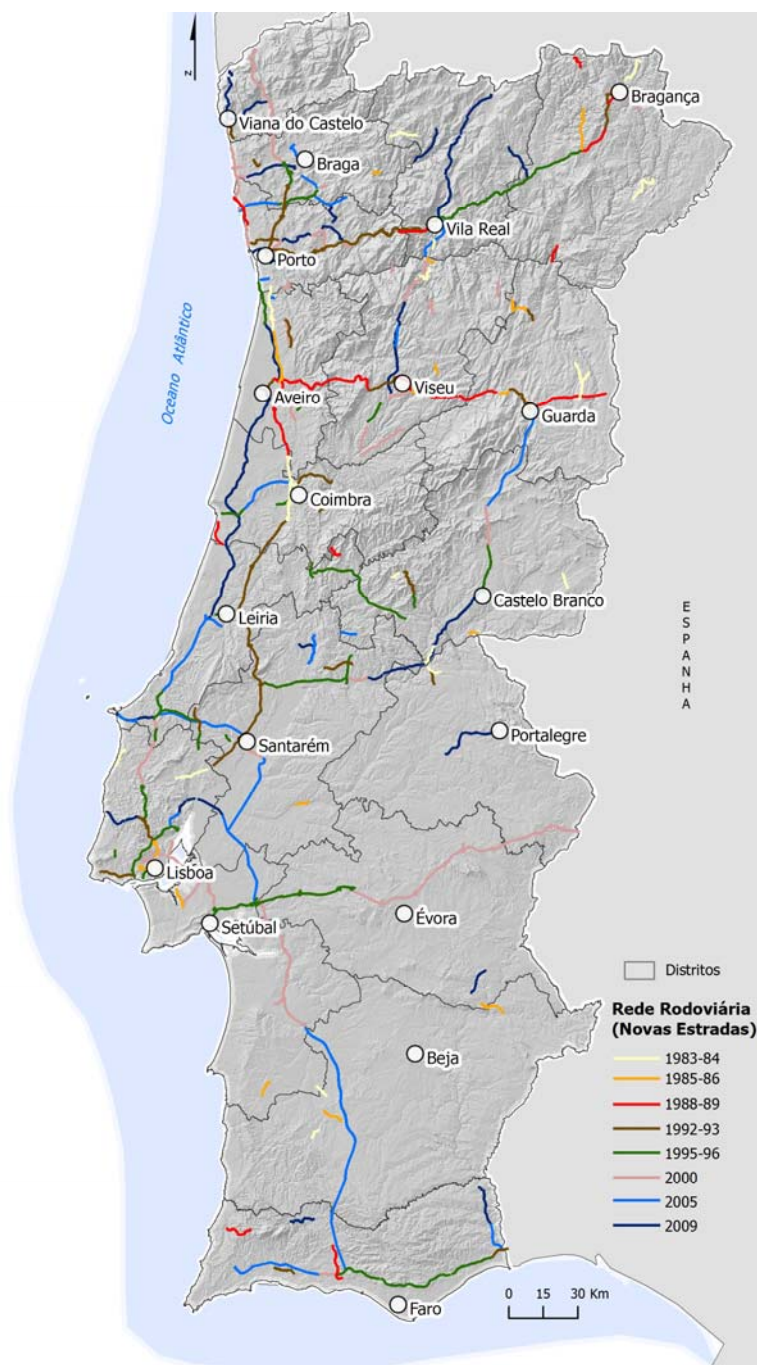 N
Bragança
Viana do Castelo
Braga
Vila Real
Porto
Oceano Atlântico
Viseu
Aveiro
Guarda
Coimbra
Castelo Branco
Leiria
ESPANHA
Portalegre
Santarém
Lisboa
Évora
Setúbal
Distritos
Rede Rodoviária
(Novas Estradas)
Beja
1983-84
1985-86
1988-89
1992-93
1995-96
2000
2005
2009
0 15 30 Km
Faro